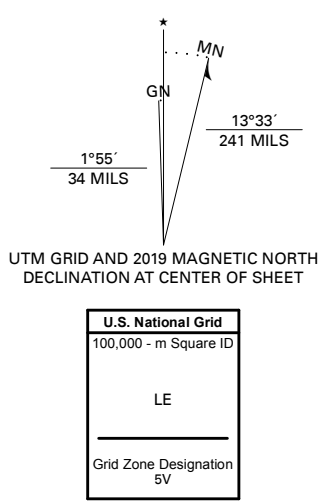 ★
MN
GN
13°33´
241 MILS
1°55´
34 MILS
UTM GRID AND 2019 MAGNETIC NORTH
DECLINATION AT CENTER OF SHEET
U.S. National Grid
100,000 - m Square ID
LE
Grid Zone Designation
5V